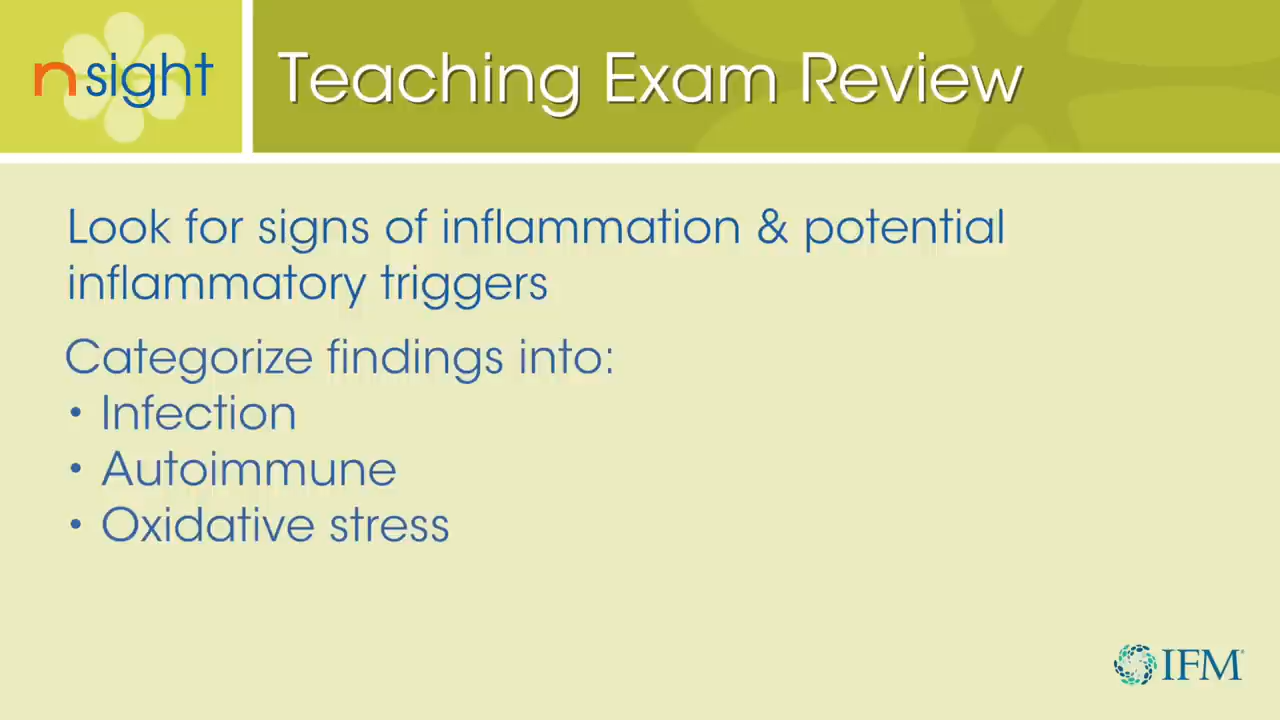 nsight
Teaching Exam Review
Look for signs of inflammation & potential
inflammatory triggers
Categorize findings into:
• Infection
• Autoimmune
• Oxidative stress
IFM